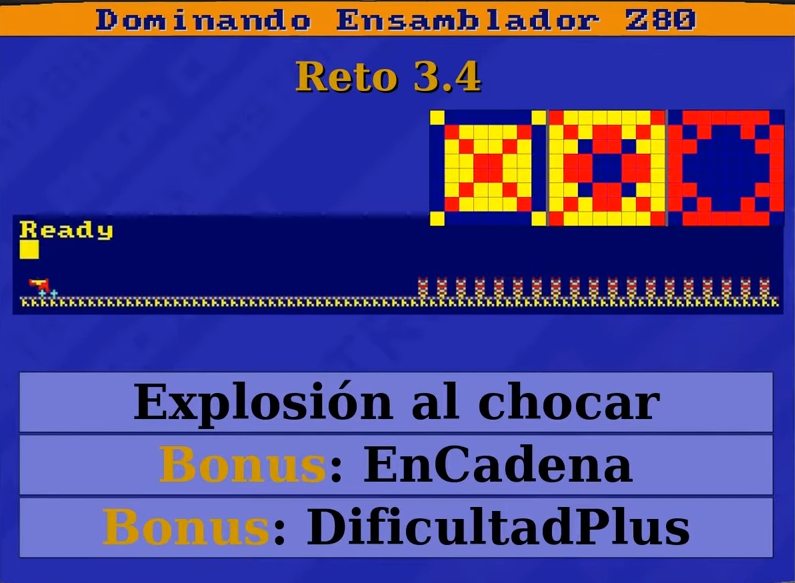 Dominando Ensamblador Z80
Reto 3.4
Ready
Explosión al chocar
Bonus: EnCadena
Bonus: DificultadPlus